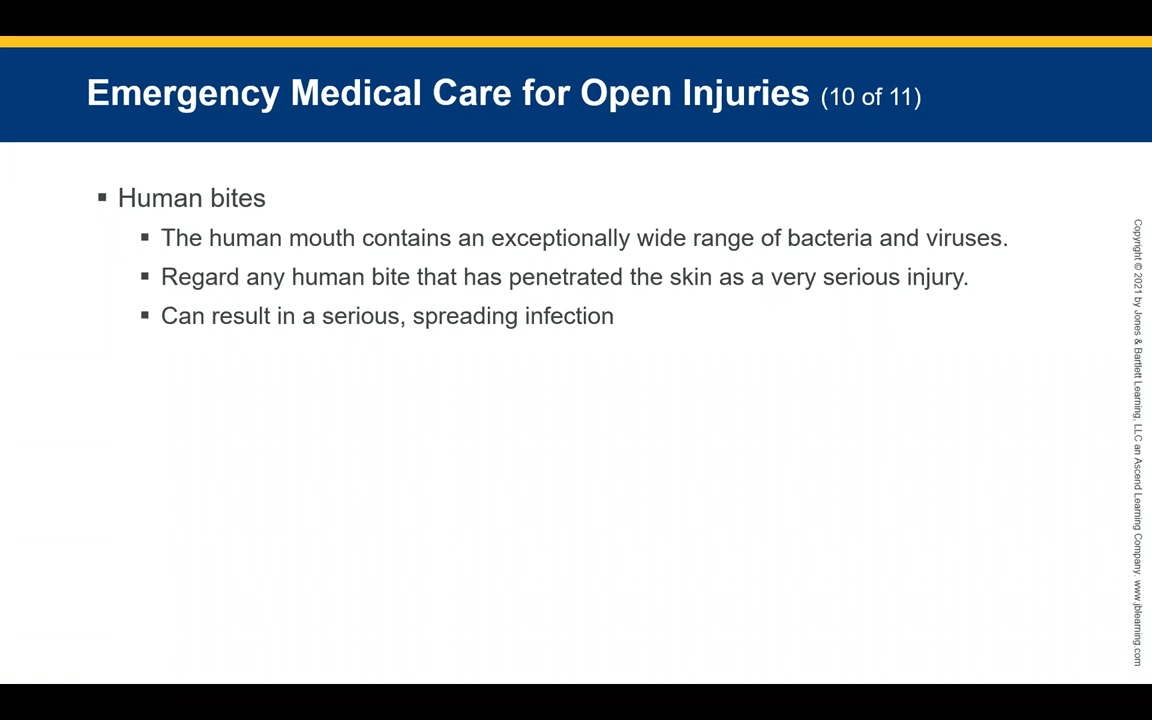 Emergency Medical Care for Open Injuries (10 of 11)
▪ Human bites
▪ The human mouth contains an exceptionally wide range of bacteria and viruses.
▪ Regard any human bite that has penetrated the skin as a very serious injury.
▪ Can result in a serious, spreading infection
Copyright © 2021 by Jones & Bartlett Learning, LLC an Ascend Learning Company. www.jblearning.com